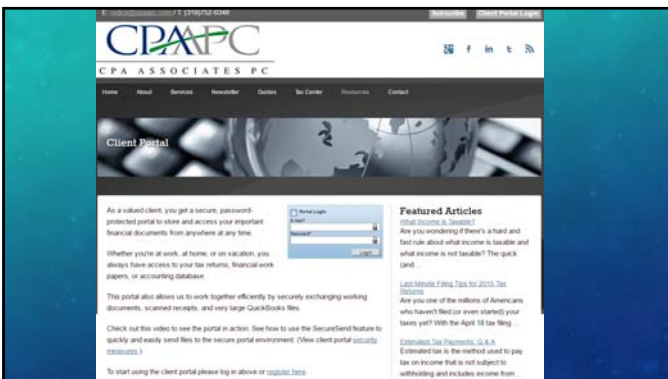 T: (319)752-6348
Subscribe
Client Portal Login
CPAAPC
CPA ASSOCIATES PC
Home About Services Newsletter Guides Tax Center Resources Contact
Client Portal
As a valued client, you get a secure, password-
protected portal to store and access your important
financial documents from anywhere at any time.
Whether you're at work, at home, or on vacation, you
always have access to your tax returns, financial work
papers, or accounting database.
This portal also allows us to work together efficiently by securely exchanging working
documents, scanned receipts, and very large QuickBooks files.
Check out this video to see the portal in action. See how to use the SecureSend feature to
quickly and easily send files to the secure portal environment. (View client portal security
measures.)
To start using the client portal please log in above or register here.
Portal Login
E-mail*
Password*
Login
Featured Articles
What Income is Taxable?
Are you wondering if there's a hard and
fast rule about what income is taxable and
what income is not taxable? The quick
(and ...
Last-Minute Filing Tips for 2015 Tax
Returns
Are you one of the millions of Americans
who haven't filed (or even started) your
taxes yet? With the April 18 tax filing ...
Estimated Tax Payments: Q & A
Estimated tax is the method used to pay
tax on income that is not subject to
withholding and includes income from ...